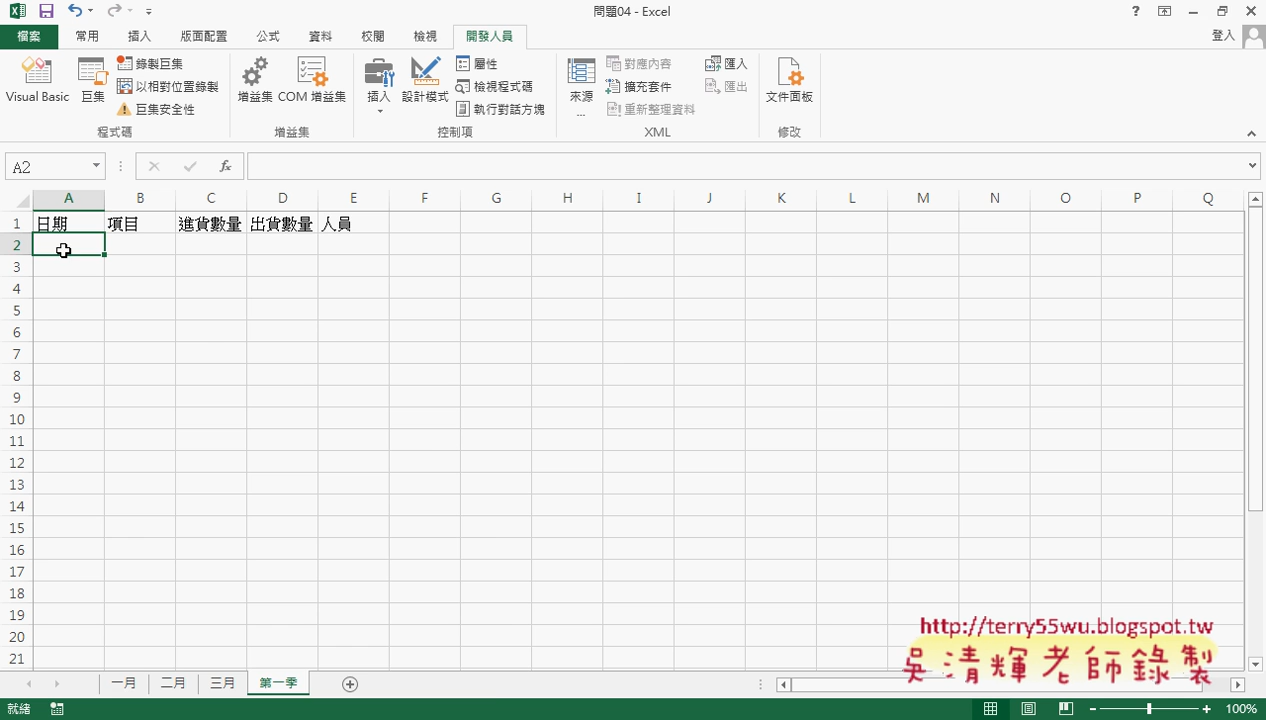 問題04 - Excel
檔案 常用 插入 版面配置 公式 資料 校閱 檢視 開發人員 登入
Visual Basic 巨集 錄製巨集 以相對位置錄製 巨集安全性 程式碼
增益集 COM 增益集 增益集
插入 設計模式 屬性 檢視程式碼 執行對話方塊 控制項
來源 ... 對應內容 擴充套件 重新整理資料 匯入 匯出 XML
文件面板 修改
A2 fx
A B C D E F G H I J K L M N O P Q
1 日期 項目 進貨數量 出貨數量 人員
2
3
4
5
6
7
8
9
10
11
12
13
14
15
16
17
18
19
20
21
http://terry55wu.blogspot.tw
吳清輝老師錄製
一月 二月 三月 第一季
就緒 100%